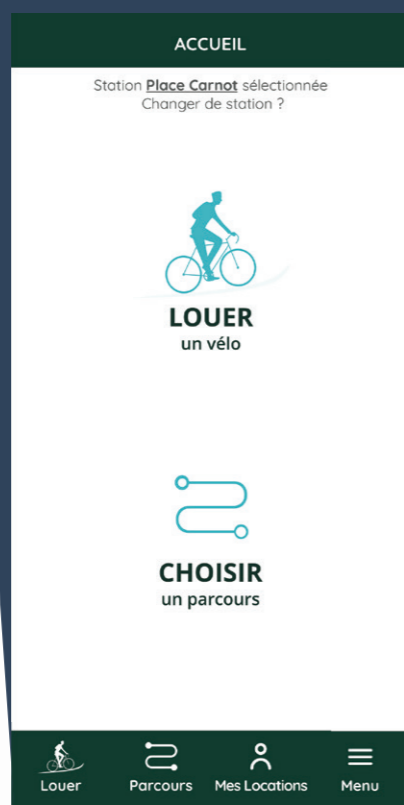 ACCUEIL
Station Place Carnot sélectionnée
Changer de station ?
LOUER
un vélo
CHOISIR
un parcours
Louer
Parcours
Mes Locations
Menu